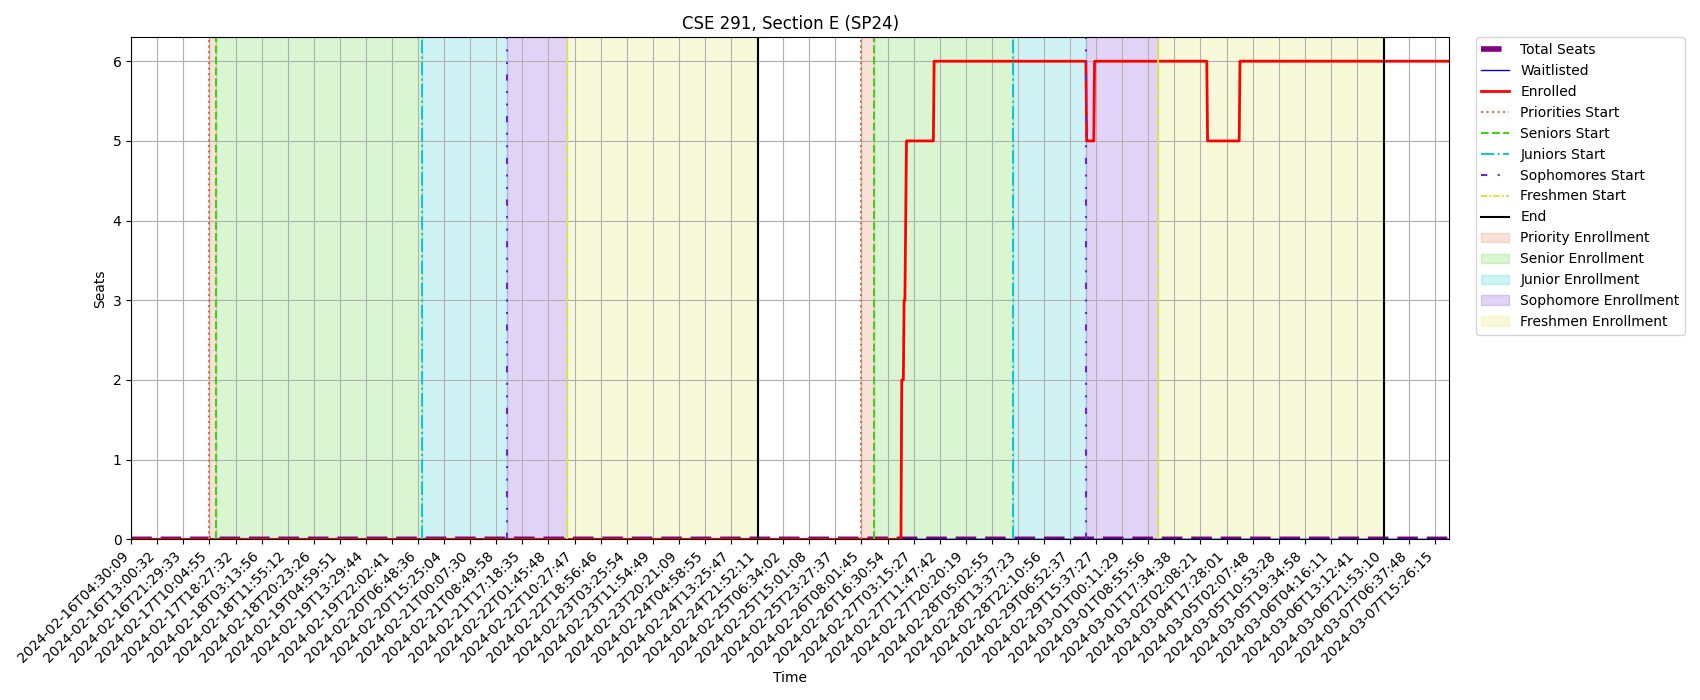 CSE 291, Section E (SP24)
Seats
6
5
4
3
2
1
0
2024-02-16T04:30:09
2024-02-16T13:00:32
2024-02-16T21:29:33
2024-02-17T10:04:55
2024-02-17T18:27:32
2024-02-18T03:13:56
2024-02-18T11:55:12
2024-02-18T20:23:26
2024-02-19T04:59:51
2024-02-19T13:29:44
2024-02-19T22:02:41
2024-02-20T06:48:36
2024-02-20T15:25:04
2024-02-21T00:07:30
2024-02-21T08:49:58
2024-02-21T17:18:35
2024-02-22T01:45:48
2024-02-22T10:27:47
2024-02-22T18:56:46
2024-02-23T03:25:54
2024-02-23T11:54:49
2024-02-23T20:21:09
2024-02-24T04:58:55
2024-02-24T13:25:47
2024-02-24T21:52:11
2024-02-25T06:34:02
2024-02-25T15:01:08
2024-02-25T23:27:37
2024-02-26T08:01:45
2024-02-26T16:30:54
2024-02-27T03:15:27
2024-02-27T11:47:42
2024-02-27T20:20:19
2024-02-28T05:02:55
2024-02-28T13:37:23
2024-02-28T22:10:56
2024-02-29T06:52:37
2024-02-29T15:37:27
2024-03-01T00:11:29
2024-03-01T08:55:56
2024-03-01T17:34:38
2024-03-02T02:08:21
2024-03-04T17:28:01
2024-03-05T02:07:48
2024-03-05T10:53:28
2024-03-05T19:34:58
2024-03-06T04:16:11
2024-03-06T13:12:41
2024-03-06T21:53:10
2024-03-07T06:37:48
2024-03-07T15:26:15
Time
Total Seats
Waitlisted
Enrolled
Priorities Start
Seniors Start
Juniors Start
Sophomores Start
Freshmen Start
End
Priority Enrollment
Senior Enrollment
Junior Enrollment
Sophomore Enrollment
Freshmen Enrollment